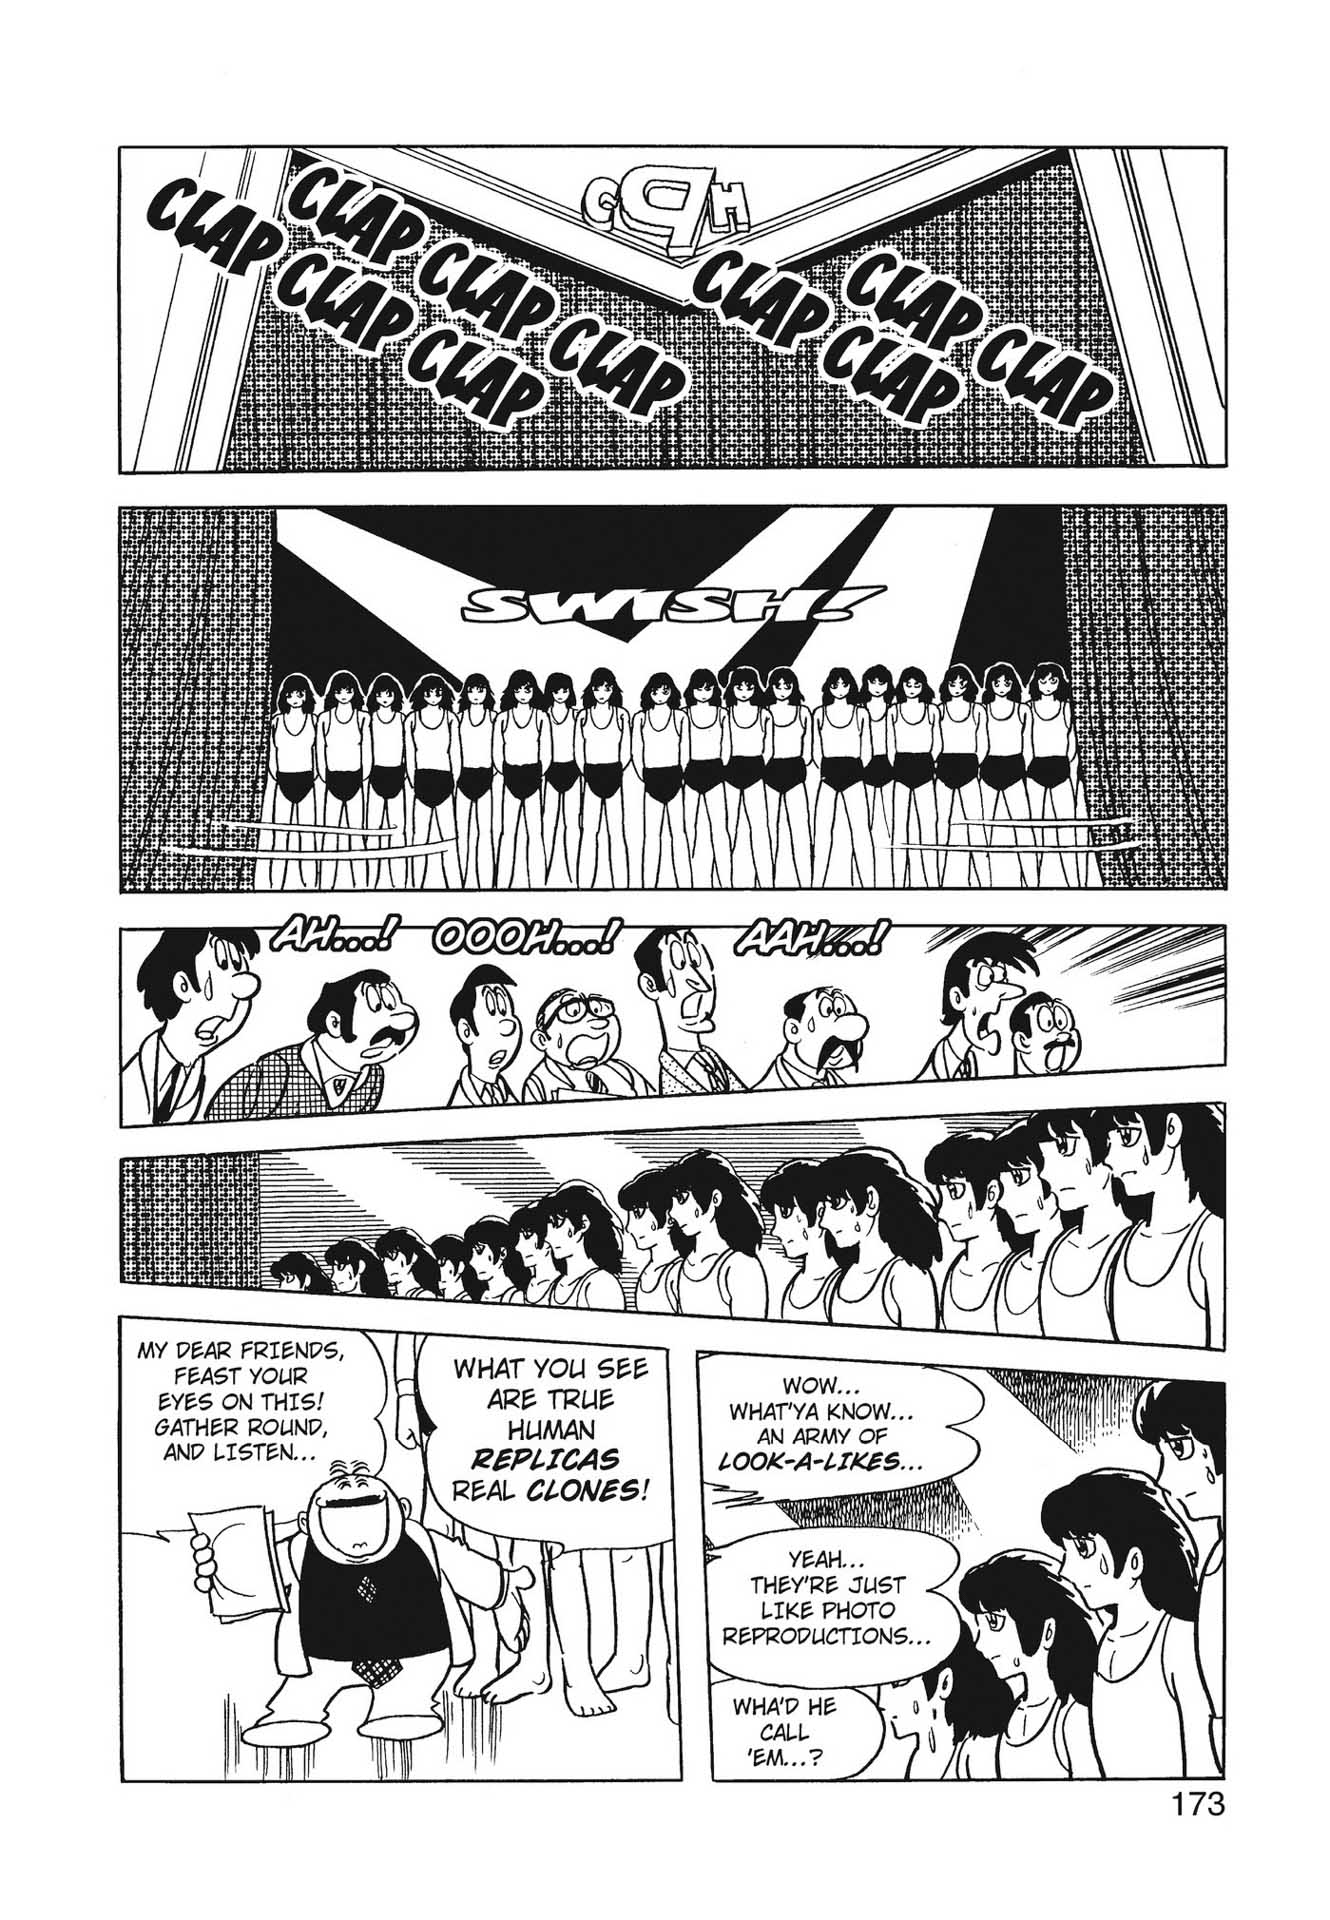 C P H
CLAP CLAP CLAP
CLAP CLAP CLAP
CLAP CLAP
CLAP CLAP
SWISH!
AH...! OOOH...! AAH...!
MY DEAR FRIENDS,
FEAST YOUR
EYES ON THIS!
GATHER ROUND,
AND LISTEN...
WHAT YOU SEE
ARE TRUE
HUMAN
REPLICAS
REAL CLONES!
WOW...
WHAT'YA KNOW...
AN ARMY OF
LOOK-A-LIKES...
YEAH...
THEY'RE JUST
LIKE PHOTO
REPRODUCTIONS...
WHA'D HE
CALL
'EM...?
173